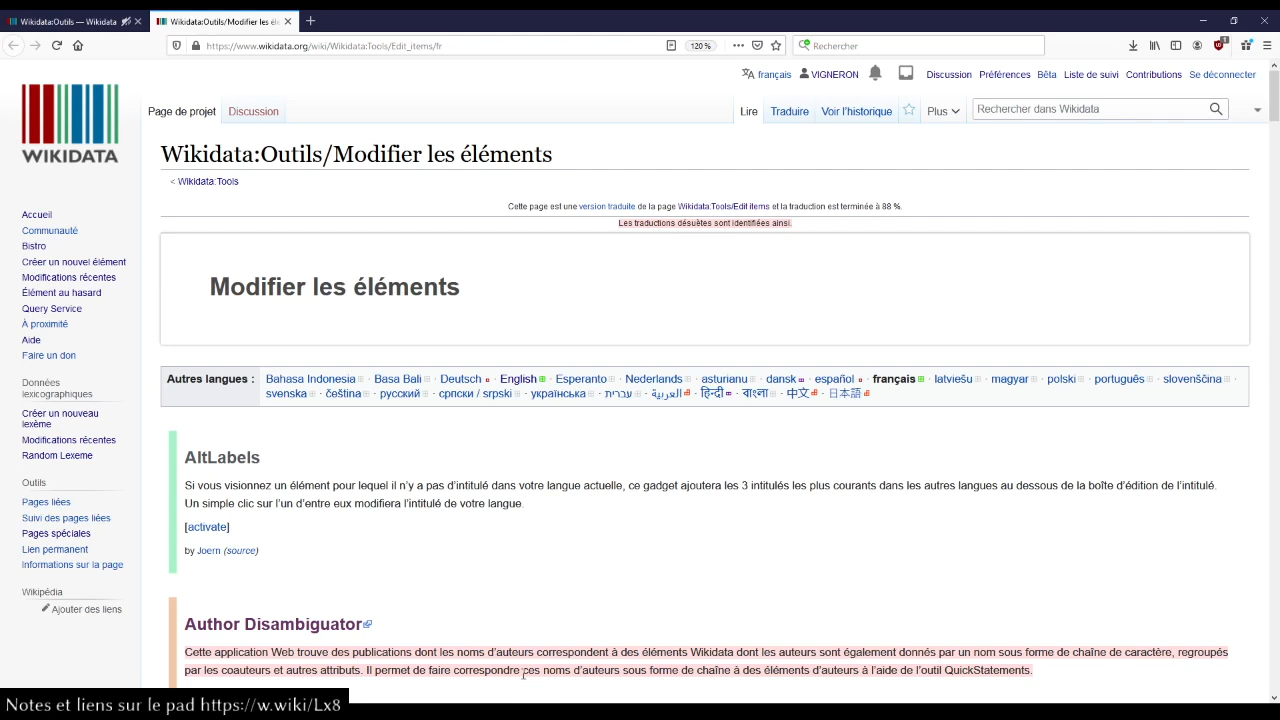 Wikidata:Outils — Wikidata
Wikidata:Outils/Modifier les élé
https://www.wikidata.org/wiki/Wikidata:Tools/Edit_items/fr
120 %
Rechercher
français
VIGNERON
Discussion
Préférences
Bêta
Liste de suivi
Contributions
Se déconnecter
WIKIDATA
Page de projet
Discussion
Lire
Traduire
Voir l'historique
Plus
Rechercher dans Wikidata
Wikidata:Outils/Modifier les éléments
< Wikidata:Tools
Cette page est une version traduite de la page Wikidata:Tools/Edit items et la traduction est terminée à 88 %.
Les traductions désuètes sont identifiées ainsi.
Modifier les éléments
Accueil
Communauté
Bistro
Créer un nouvel élément
Modifications récentes
Élément au hasard
Query Service
À proximité
Aide
Faire un don
Données
lexicographiques
Créer un nouveau
lexème
Modifications récentes
Random Lexeme
Outils
Pages liées
Suivi des pages liées
Pages spéciales
Lien permanent
Informations sur la page
Wikipédia
Ajouter des liens
Autres langues : Bahasa Indonesia · Basa Bali · Deutsch · English · Esperanto · Nederlands · asturianu · dansk · español · français · latviešu · magyar · polski · português · slovenščina ·
svenska · čeština · русский · српски / srpski · українська · עברית · العربية · हिन्दी · বাংলা · 中文 · 日本語
AltLabels
Si vous visionnez un élément pour lequel il n'y a pas d'intitulé dans votre langue actuelle, ce gadget ajoutera les 3 intitulés les plus courants dans les autres langues au dessous de la boîte d'édition de l'intitulé.
Un simple clic sur l'un d'entre eux modifiera l'intitulé de votre langue.
[activate]
by Joern (source)
Author Disambiguator
Cette application Web trouve des publications dont les noms d'auteurs correspondent à des éléments Wikidata dont les auteurs sont également donnés par un nom sous forme de chaîne de caractère, regroupés
par les coauteurs et autres attributs. Il permet de faire correspondre ces noms d'auteurs sous forme de chaîne à des éléments d'auteurs à l'aide de l'outil QuickStatements.
Notes et liens sur le pad https://w.wiki/Lx8